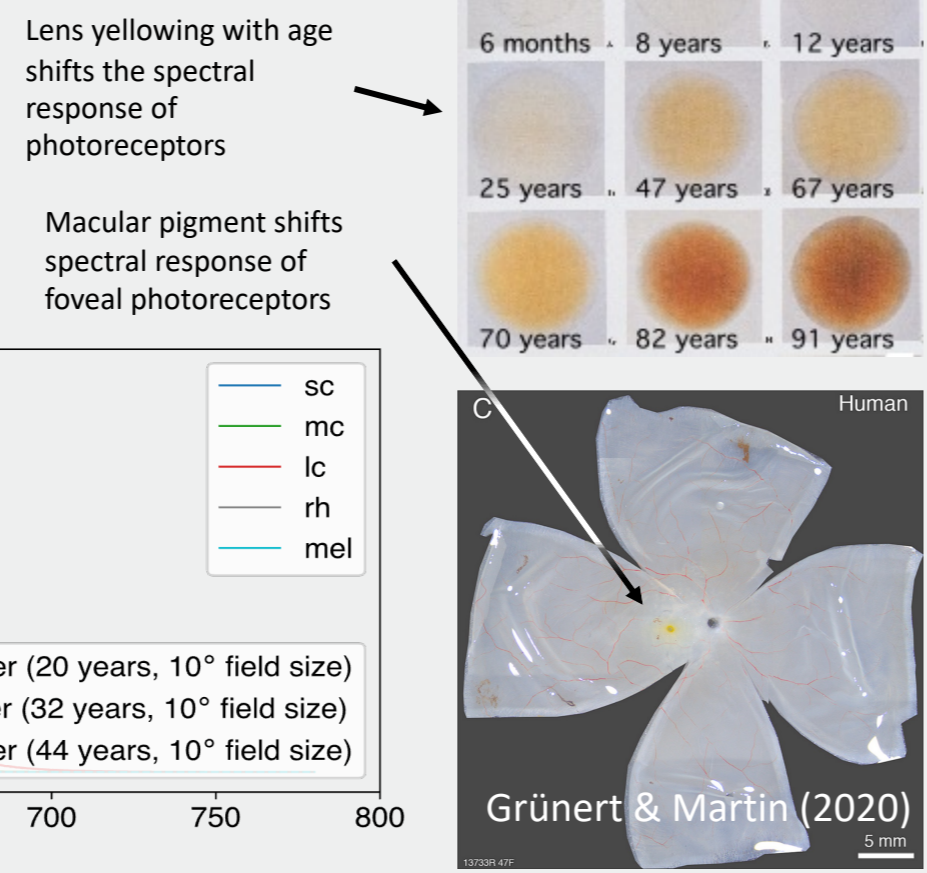 Lens yellowing with age
shifts the spectral
response of
photoreceptors
Macular pigment shifts
spectral response of
foveal photoreceptors
6 months
8 years
12 years
25 years
47 years
67 years
70 years
82 years
91 years
sc
mc
lc
rh
mel
er (20 years, 10° field size)
er (32 years, 10° field size)
er (44 years, 10° field size)
700
750
800
C
Human
Grünert & Martin (2020)
5 mm
13733R 47F